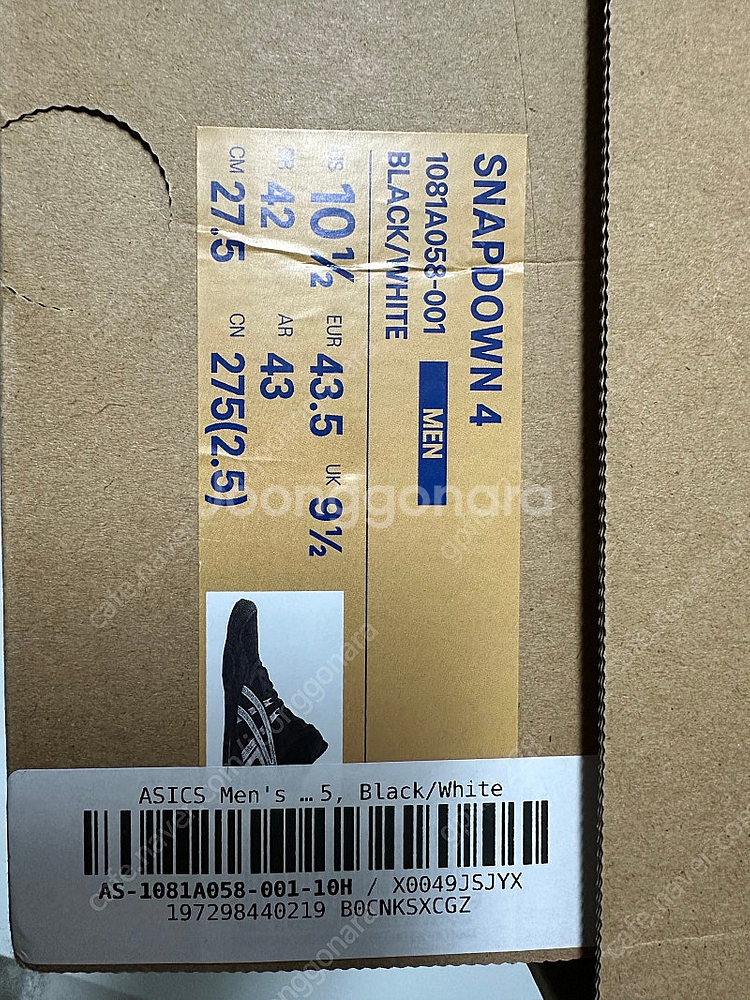 SNAPDOWN 4
1081A058-001 MEN
BLACK/WHITE
US 10½ EUR 43.5 UK 9½
BR 42 AR 43
CM 27.5 CN 275(2.5)
joonggonara
ASICS Men's … 5, Black/White
AS-1081A058-001-10H / X0049JSJYX
197298440219 B0CNKSXCGZ